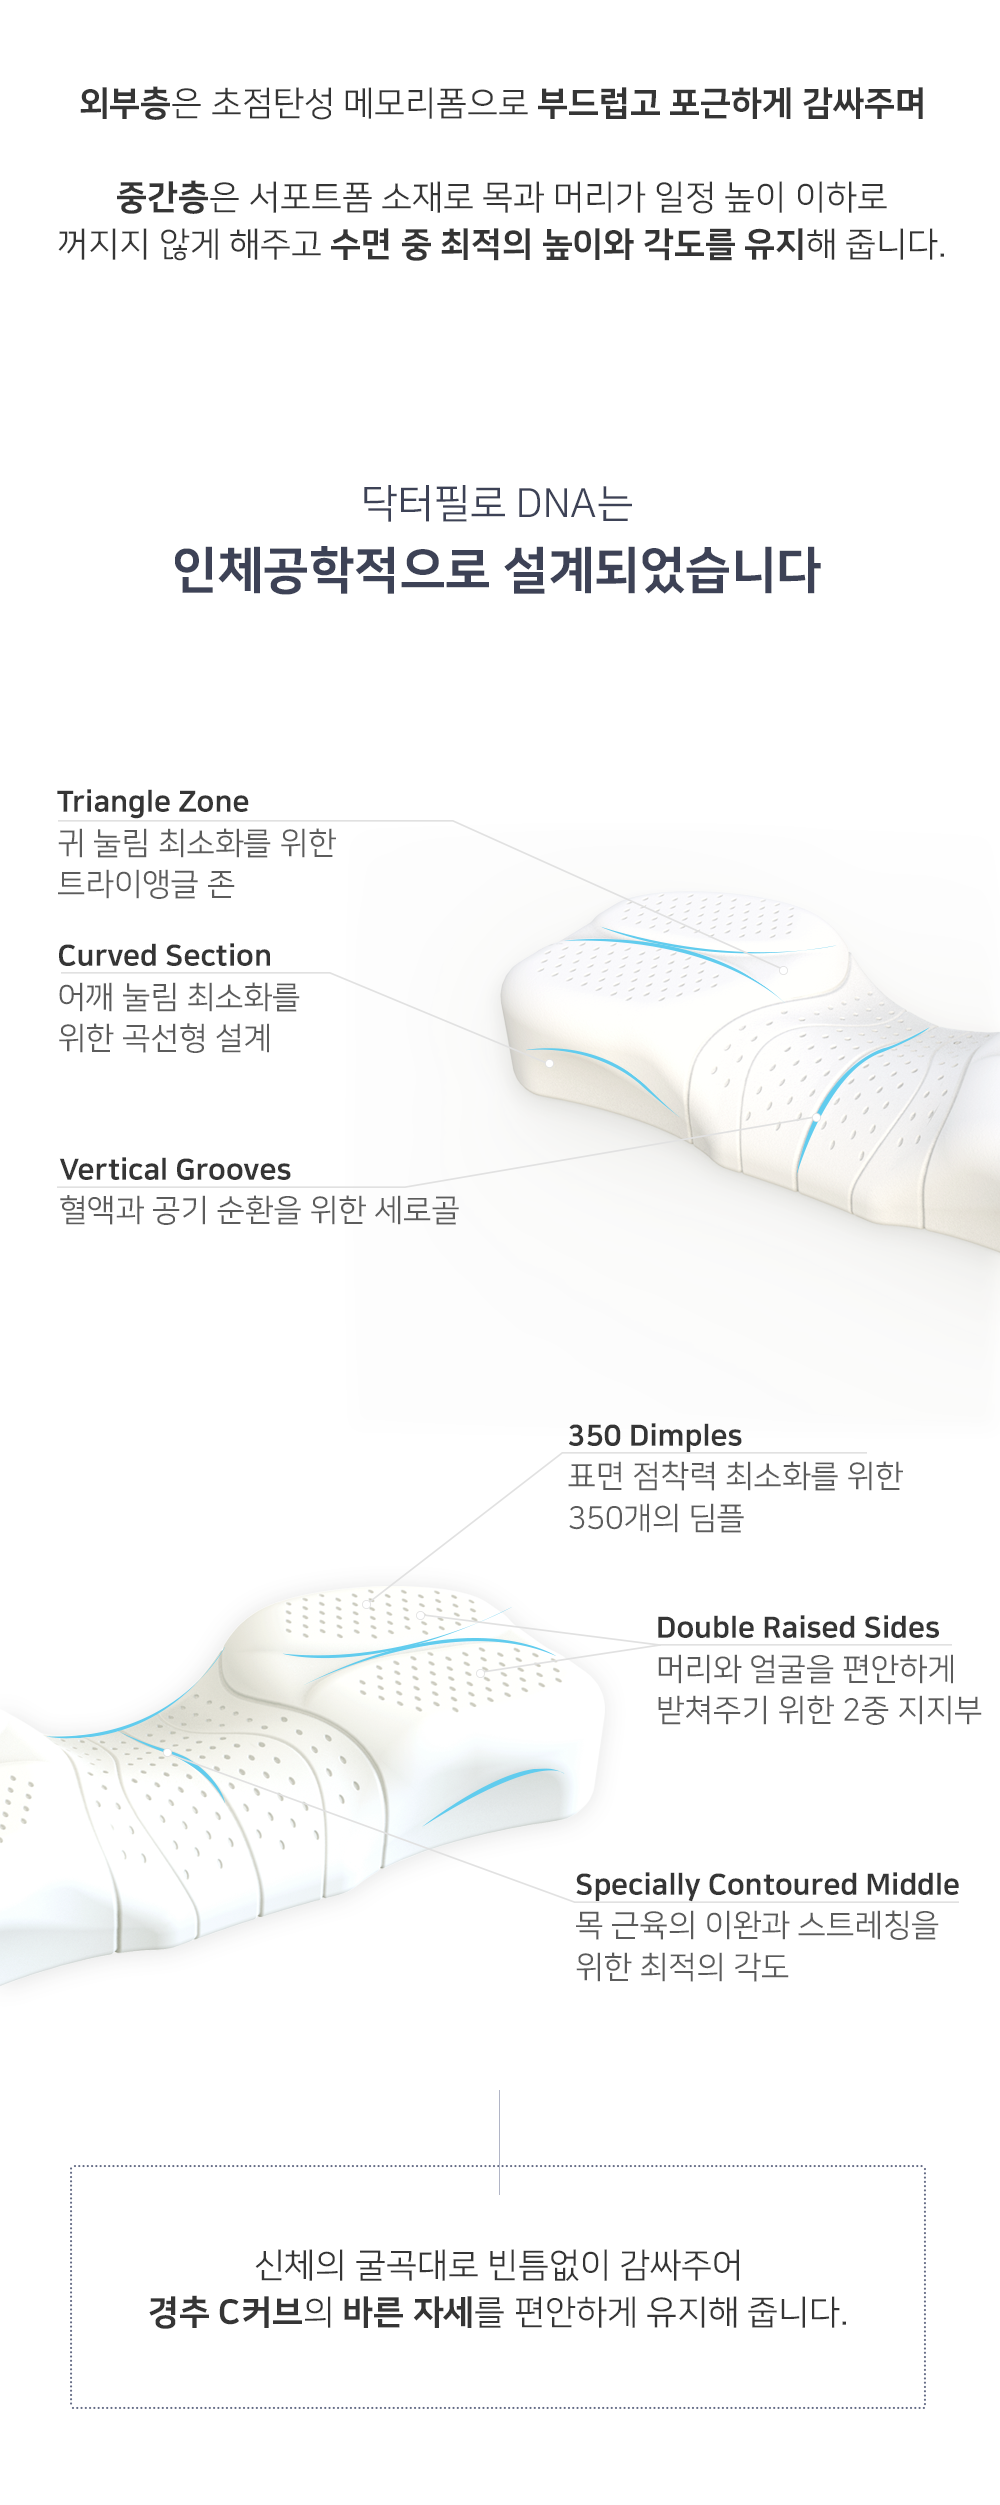 외부층은 초점탄성 메모리폼으로 부드럽고 포근하게 감싸주며
중간층은 서포트폼 소재로 목과 머리가 일정 높이 이하로
꺼지지 않게 해주고 수면 중 최적의 높이와 각도를 유지해 줍니다.
닥터필로 DNA는
인체공학적으로 설계되었습니다
Triangle Zone
귀 눌림 최소화를 위한
트라이앵글 존
Curved Section
어깨 눌림 최소화를
위한 곡선형 설계
Vertical Grooves
혈액과 공기 순환을 위한 세로골
350 Dimples
표면 점착력 최소화를 위한
350개의 딤플
Double Raised Sides
머리와 얼굴을 편안하게
받쳐주기 위한 2중 지지부
Specially Contoured Middle
목 근육의 이완과 스트레칭을
위한 최적의 각도
신체의 굴곡대로 빈틈없이 감싸주어
경추 C커브의 바른 자세를 편안하게 유지해 줍니다.